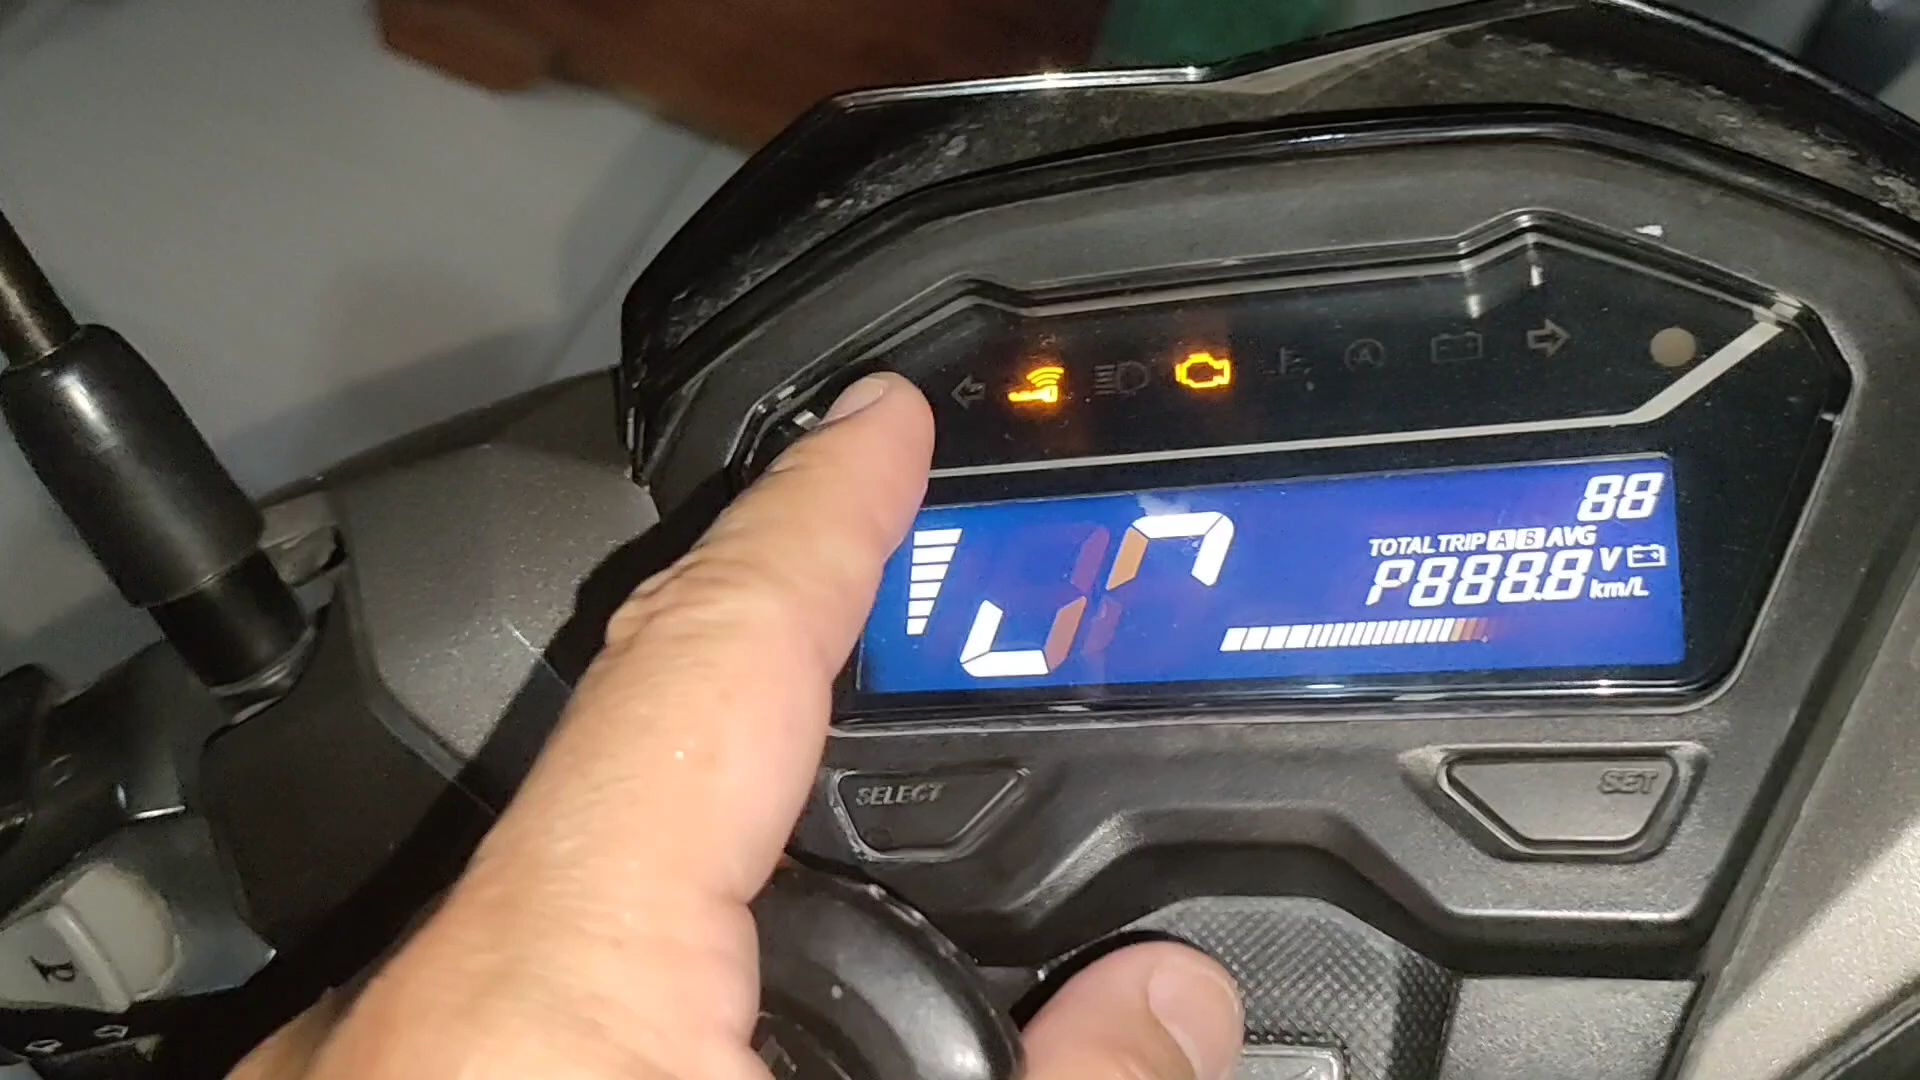 88
TOTAL TRIP A B AVG
P888.8 V
km/L
SELECT
SET